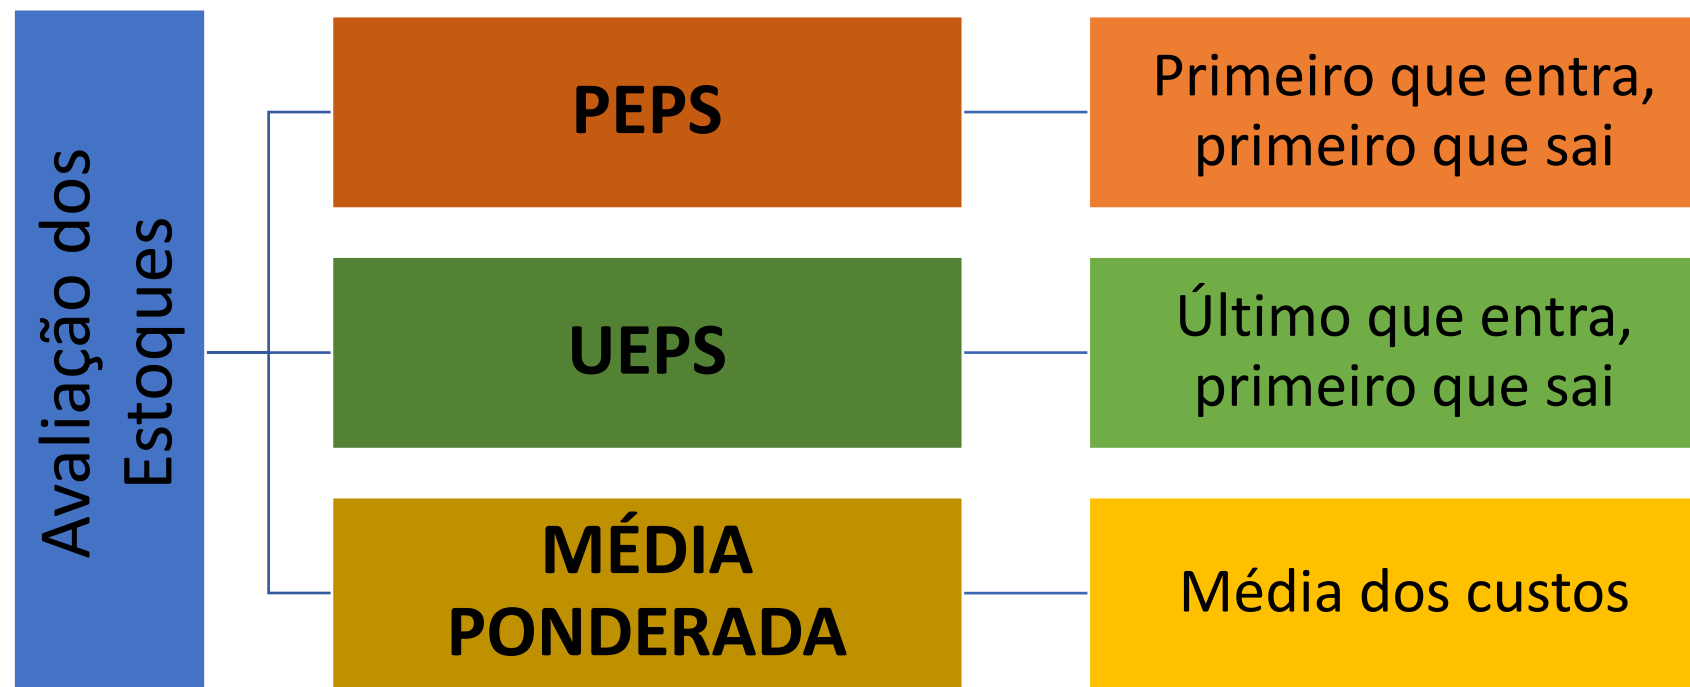 Avaliação dos
Estoques
PEPS
Primeiro que entra,
primeiro que sai
UEPS
Último que entra,
primeiro que sai
MÉDIA
PONDERADA
Média dos custos